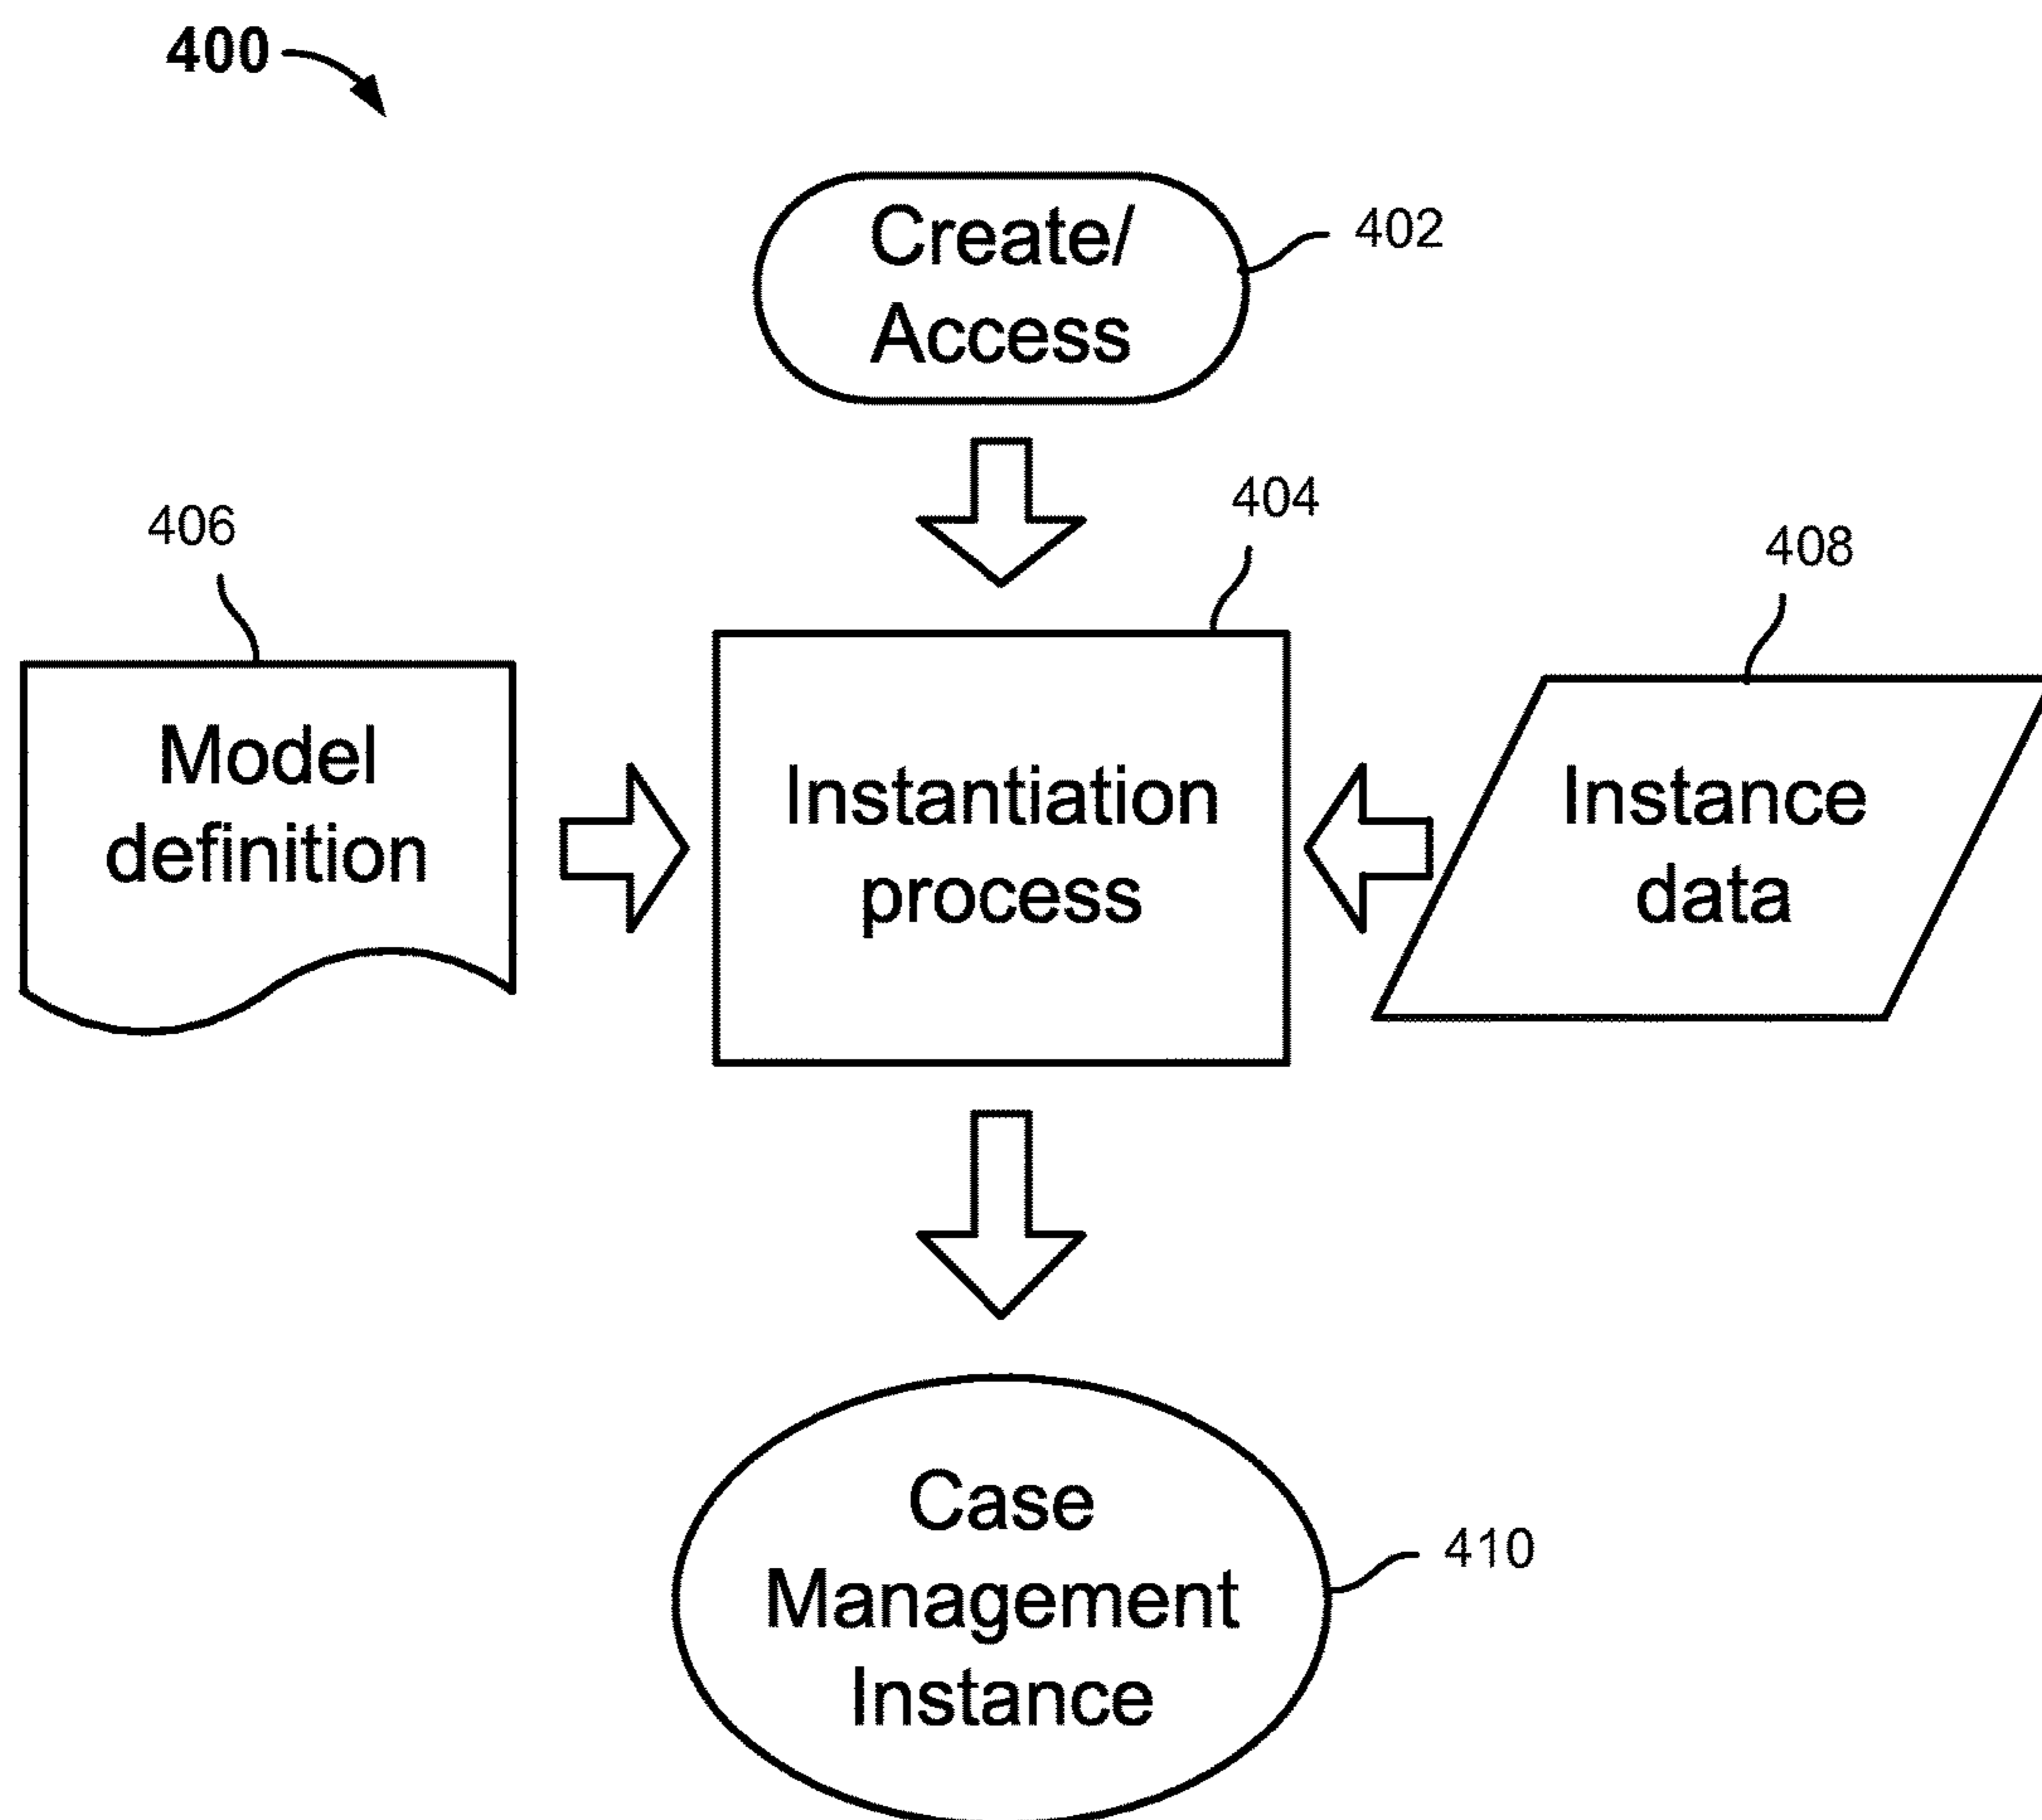 400
Create/
Access
402
404
406
408
Model
definition
Instantiation
process
Instance
data
Case
Management
Instance
410